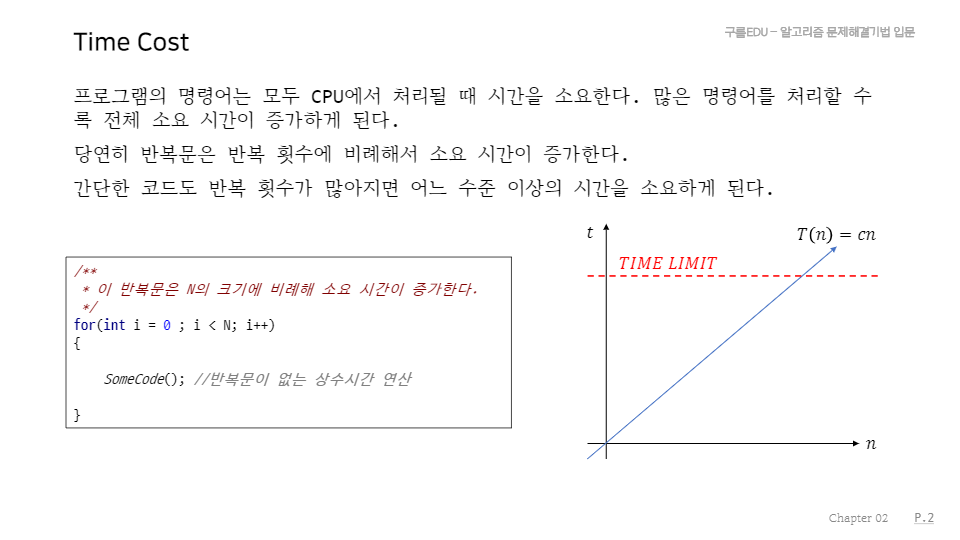 Time Cost
구름EDU – 알고리즘 문제해결기법 입문
프로그램의 명령어는 모두 CPU에서 처리될 때 시간을 소요한다. 많은 명령어를 처리할 수
록 전체 소요 시간이 증가하게 된다.
당연히 반복문은 반복 횟수에 비례해서 소요 시간이 증가한다.
간단한 코드도 반복 횟수가 많아지면 어느 수준 이상의 시간을 소요하게 된다.
/**
* 이 반복문은 N의 크기에 비례해 소요 시간이 증가한다.
*/
for(int i = 0 ; i < N; i++)
{
SomeCode(); //반복문이 없는 상수시간 연산
}
t
T(n) = cn
TIME LIMIT
n
Chapter 02
P.2